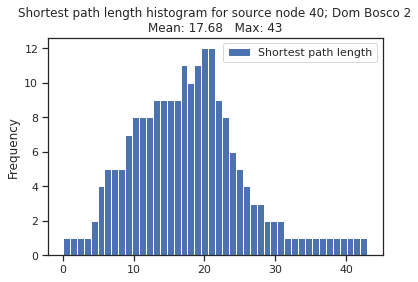 Shortest path length histogram for source node 40; Dom Bosco 2
Mean: 17.68 Max: 43
Shortest path length
Frequency
12
10
8
6
4
2
0
0 10 20 30 40